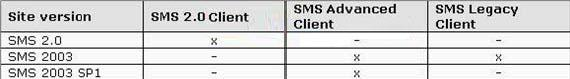 Site version SMS 2.0 Client SMS Advanced Client SMS Legacy Client
SMS 2.0 x - -
SMS 2003 - x x
SMS 2003 SP1 - x -